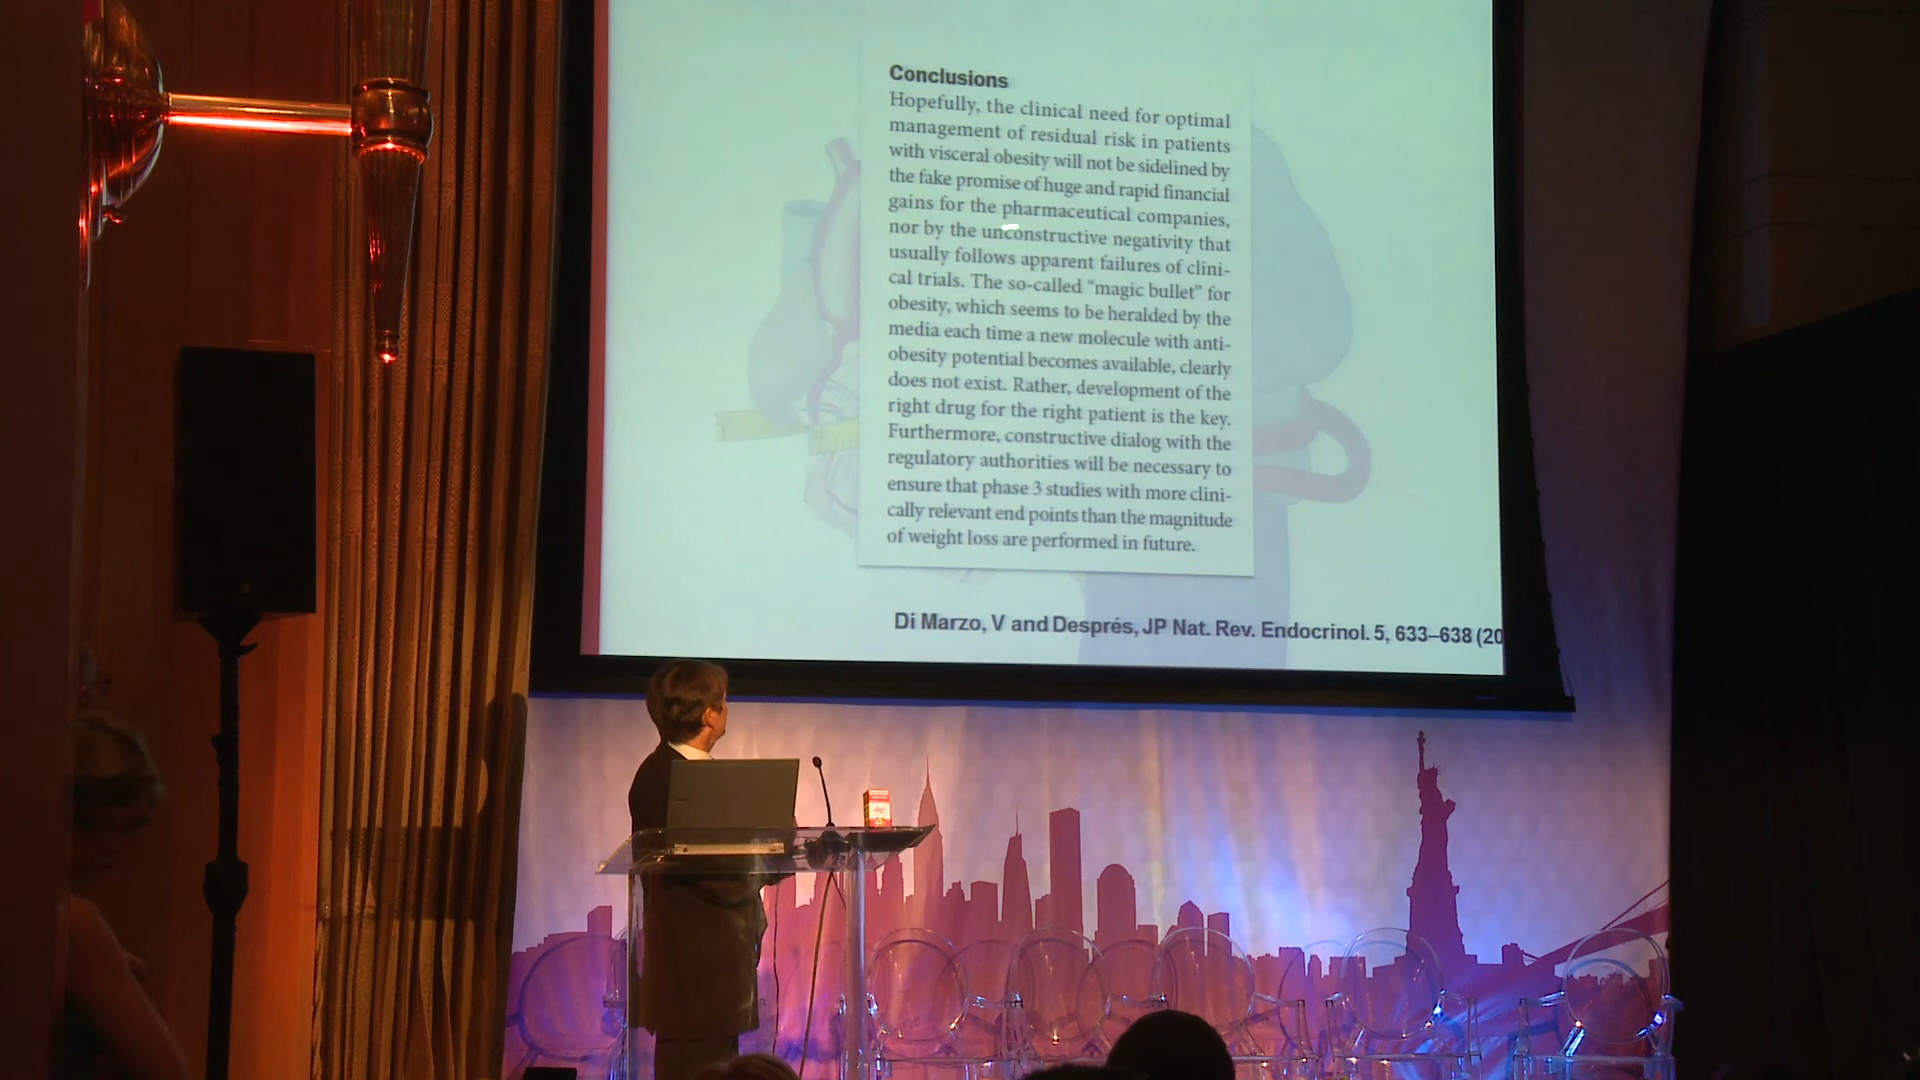 Conclusions
Hopefully, the clinical need for optimal
management of residual risk in patients
with visceral obesity will not be sidelined by
the fake promise of huge and rapid financial
gains for the pharmaceutical companies,
nor by the unconstructive negativity that
usually follows apparent failures of clini-
cal trials. The so-called “magic bullet” for
obesity, which seems to be heralded by the
media each time a new molecule with anti-
obesity potential becomes available, clearly
does not exist. Rather, development of the
right drug for the right patient is the key.
Furthermore, constructive dialog with the
regulatory authorities will be necessary to
ensure that phase 3 studies with more clini-
cally relevant end points than the magnitude
of weight loss are performed in future.
Di Marzo, V and Després, JP Nat. Rev. Endocrinol. 5, 633–638 (20